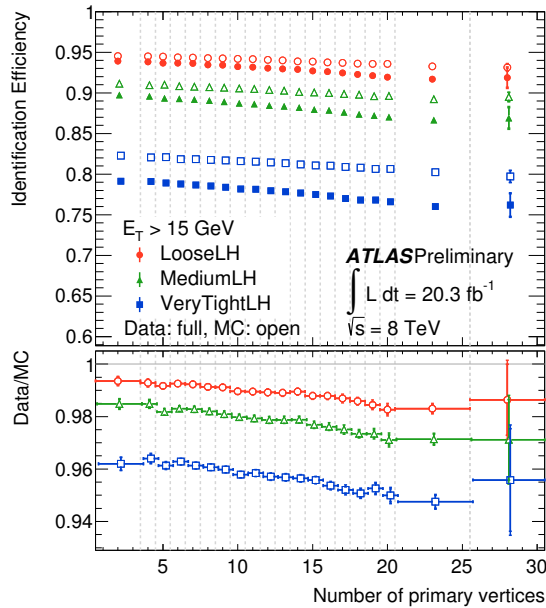 Identification Efficiency
1
0.95
0.9
0.85
0.8
0.75
0.7
0.65
0.6
E_T > 15 GeV
LooseLH
MediumLH
VeryTightLH
Data: full, MC: open
ATLAS Preliminary
∫ L dt = 20.3 fb⁻¹
√s = 8 TeV
Data/MC
1
0.98
0.96
0.94
5 10 15 20 25 30
Number of primary vertices